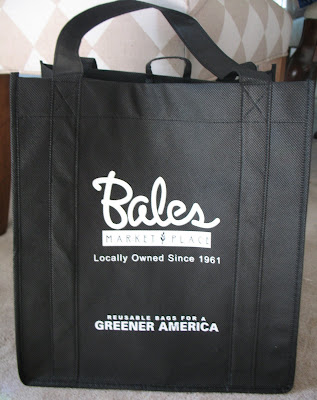 Bales
MARKET PLACE
Locally Owned Since 1961
REUSABLE BAGS FOR A
GREENER AMERICA